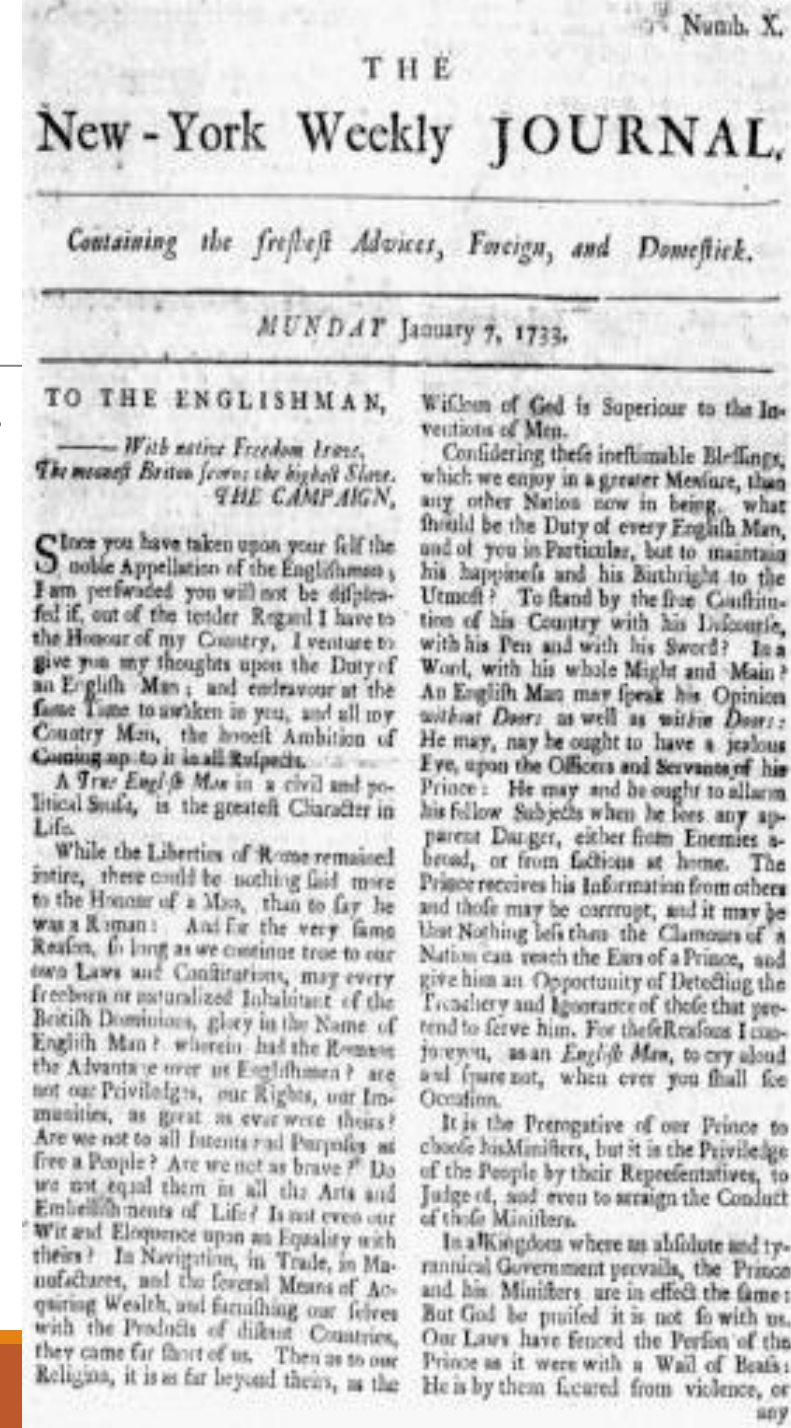 Numb. X.
THE
New-York Weekly JOURNAL.
Containing the freſheſt Advices, Foreign, and Domeſtick.
MUNDAY January 7, 1733.
TO THE ENGLISHMAN,
—— With native Freedom brave,
The meaneſt Briton ſcorns the higheſt Slave.
THE CAMPAIGN,
SInce you have taken upon your ſelf the
noble Appellation of the Engliſhman ;
I am perſwaded you will not be diſplea-
ſed if, out of the tender Regard I have to
the Honour of my Country, I venture to
give you my thoughts upon the Duty of
an Engliſh Man ; and endeavour at the
ſame Time to awaken in you, and all my
Country Men, the honeſt Ambition of
Coming up to it in all Reſpects.
A True Engliſh Man in a civil and po-
litical Senſe, is the greateſt Character in
Life.
While the Liberties of Rome remained
intire, there could be nothing ſaid more
to the Honour of a Man, than to ſay he
was a Roman : And for the very ſame
Reaſon, ſo long as we continue true to our
own Laws and Conſtitutions, may every
freeborn or naturalized Inhabitant of the
Britiſh Dominions, glory in the Name of
Engliſh Man ? wherein had the Romans
the Advantage over us Engliſhmen ? are
not our Priviledges, our Rights, our Im-
munities, as great as ever were theirs ?
Are we not to all Intents and Purpoſes as
free a People ? Are we not as brave ? Do
we not equal them in all the Arts and
Embelliſhments of Life ? Is not even our
Wit and Eloquence upon an Equality with
theirs ? In Navigation, in Trade, in Ma-
nufactures, and the ſeveral Means of Ac-
quiring Wealth, and furniſhing our ſelves
with the Products of diſtant Countries,
they came far ſhort of us. Then as to our
Religion, it is as far beyond theirs, as the
Wiſdom of God is Superiour to the In-
ventions of Men.
Conſidering theſe ineſtimable Bleſſings,
which we enjoy in a greater Meaſure, than
any other Nation now in being, what
ſhould be the Duty of every Engliſh Man,
and of you in Particular, but to maintain
his happineſs and his Birthright to the
Utmoſt ? To ſtand by the free Conſtitu-
tion of his Country with his Diſcourſe,
with his Pen and with his Sword ? In a
Word, with his whole Might and Main ?
An Engliſh Man may ſpeak his Opinion
without Doors as well as within Doors :
He may, nay he ought to have a jealous
Eye, upon the Officers and Servants of his
Prince : He may and he ought to allarm
his fellow Subjects when he ſees any ap-
parent Danger, either from Enemies a-
broad, or from factions at home. The
Prince receives his Information from others
and thoſe may be corrrupt, and it may be
that Nothing leſs than the Clamours of a
Nation can reach the Ears of a Prince, and
give him an Opportunity of Detecting the
Treachery and Ignorance of thoſe that pre-
tend to ſerve him. For theſe Reaſons I con-
jure you, as an Engliſh Man, to cry aloud
and ſpare not, when ever you ſhall ſee
Occaſion.
It is the Prerogative of our Prince to
chooſe his Miniſters, but it is the Priviledge
of the People by their Repreſentatives, to
Judge of, and even to arraign the Conduct
of thoſe Miniſters.
In all Kingdom where an abſolute and ty-
rannical Government prevails, the Prince
and his Miniſters are in effect the ſame :
But God be praiſed it is not ſo with us.
Our Laws have fenced the Perſon of the
Prince as it were with a Wall of Braſs :
He is by them ſecured from violence, or
any